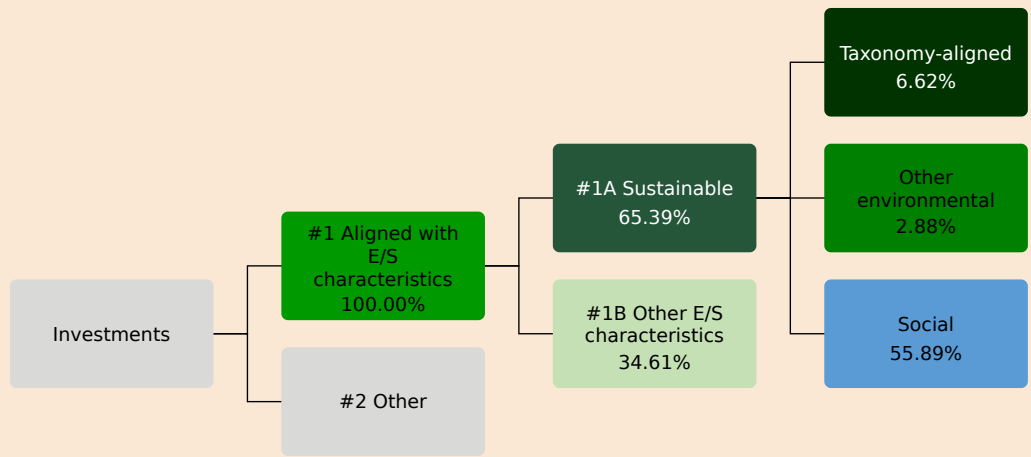 Investments
#1 Aligned with
E/S
characteristics
100.00%
#2 Other
#1A Sustainable
65.39%
#1B Other E/S
characteristics
34.61%
Taxonomy-aligned
6.62%
Other
environmental
2.88%
Social
55.89%